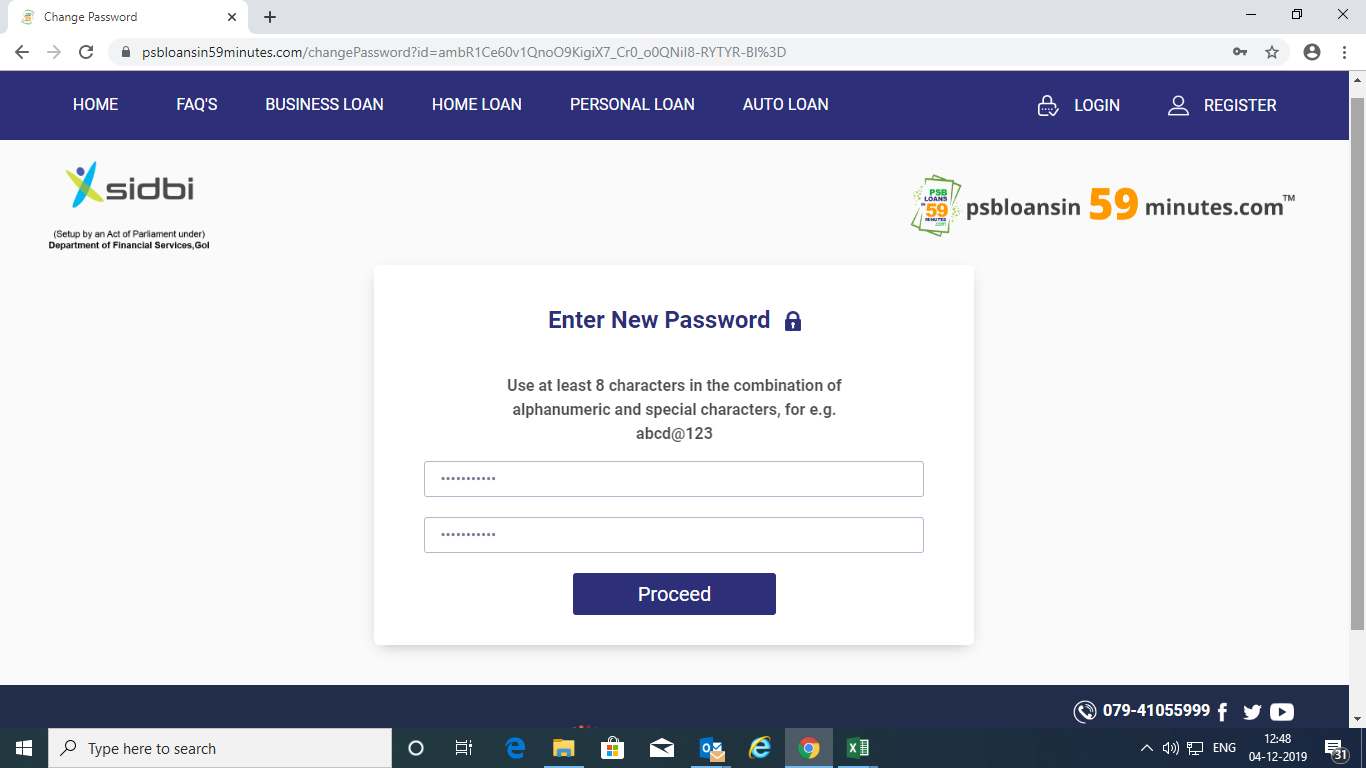 Change Password
psbloansin59minutes.com/changePassword?id=ambR1Ce60v1QnoO9KigiX7_Cr0_o0QNiI8-RYTYR-BI%3D
HOME FAQ'S BUSINESS LOAN HOME LOAN PERSONAL LOAN AUTO LOAN LOGIN REGISTER
sidbi
(Setup by an Act of Parliament under)
Department of Financial Services,GoI
PSB
LOANS
IN
59
MINUTES
.com
psbloansin 59 minutes.com™
Enter New Password
Use at least 8 characters in the combination of
alphanumeric and special characters, for e.g.
abcd@123
•••••••••••
•••••••••••
Proceed
079-41055999
Type here to search
ENG
12:48
04-12-2019
31